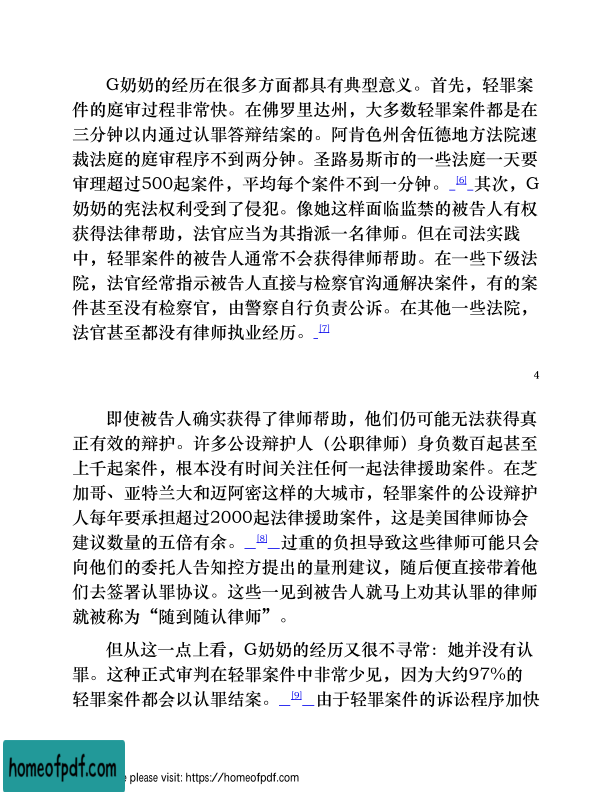 G奶奶的经历在很多方面都具有典型意义。首先，轻罪案
件的庭审过程非常快。在佛罗里达州，大多数轻罪案件都是在
三分钟以内通过认罪答辩结案的。阿肯色州舍伍德地方法院速
裁法庭的庭审程序不到两分钟。圣路易斯市的一些法庭一天要
审理超过500起案件，平均每个案件不到一分钟。[6]其次，G
奶奶的宪法权利受到了侵犯。像她这样面临监禁的被告人有权
获得法律帮助，法官应当为其指派一名律师。但在司法实践
中，轻罪案件的被告人通常不会获得律师帮助。在一些下级法
院，法官经常指示被告人直接与检察官沟通解决案件，有的案
件甚至没有检察官，由警察自行负责公诉。在其他一些法院，
法官甚至都没有律师执业经历。[7]
4
即使被告人确实获得了律师帮助，他们仍可能无法获得真
正有效的辩护。许多公设辩护人（公职律师）身负数百起甚至
上千起案件，根本没有时间关注任何一起法律援助案件。在芝
加哥、亚特兰大和迈阿密这样的大城市，轻罪案件的公设辩护
人每年要承担超过2000起法律援助案件，这是美国律师协会
建议数量的五倍有余。[8]过重的负担导致这些律师可能只会
向他们的委托人告知控方提出的量刑建议，随后便直接带着他
们去签署认罪协议。这些一见到被告人就马上劝其认罪的律师
就被称为“随到随认律师”。
但从这一点上看，G奶奶的经历又很不寻常：她并没有认
罪。这种正式审判在轻罪案件中非常少见，因为大约97%的
轻罪案件都会以认罪结案。[9]由于轻罪案件的诉讼程序加快
homeofpdf.com
e please visit: https://homeofpdf.com